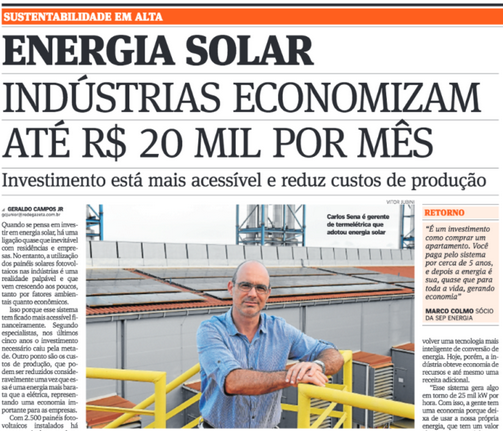 SUSTENTABILIDADE EM ALTA
ENERGIA SOLAR
INDÚSTRIAS ECONOMIZAM
ATÉ R$ 20 MIL POR MÊS
Investimento está mais acessível e reduz custos de produção
GERALDO CAMPOS JR
gcjunior@redegazeta.com.br
Quando se pensa em inves-
tir em energia solar, há uma
ligação quase que inevitável
com residências e empre-
sas. No entanto, a utilização
dos painéis solares fotovol-
taicos nas indústrias é uma
realidade palpável e que
vem crescendo aos poucos,
tanto por fatores ambien-
tais quanto econômicos.
Isso porque esse sistema
tem ficado mais acessível fi-
nanceiramente. Segundo
especialistas, nos últimos
cinco anos o investimento
necessário caiu pela meta-
de. Outro ponto são os cus-
tos de produção, que po-
dem ser reduzidos conside-
ravelmente uma vez que es-
sa é uma energia mais bara-
ta que a elétrica, represen-
tando uma economia im-
portante para as empresas.
Com 2.500 painéis foto-
voltaicos instalados há
VITOR JUBINI
Carlos Sena é gerente
de termelétrica que
adotou energia solar
RETORNO
“É um investimento
como comprar um
apartamento. Você
paga pelo sistema
por cerca de 5 anos,
e depois a energia é
sua, quase que para
toda a vida, gerando
economia”
MARCO COLMO SÓCIO
DA SEP ENERGIA
volver uma tecnologia mais
inteligente de conversão de
energia. Hoje, porém, a in-
dústria obteve economia de
recursos e até mesmo uma
receita adicional.
“Esse sistema gera algo
em torno de 25 mil kW por
hora. Com isso, a gente tem
uma economia porque dei-
xa de usar a nossa própria
energia, que tem um valor